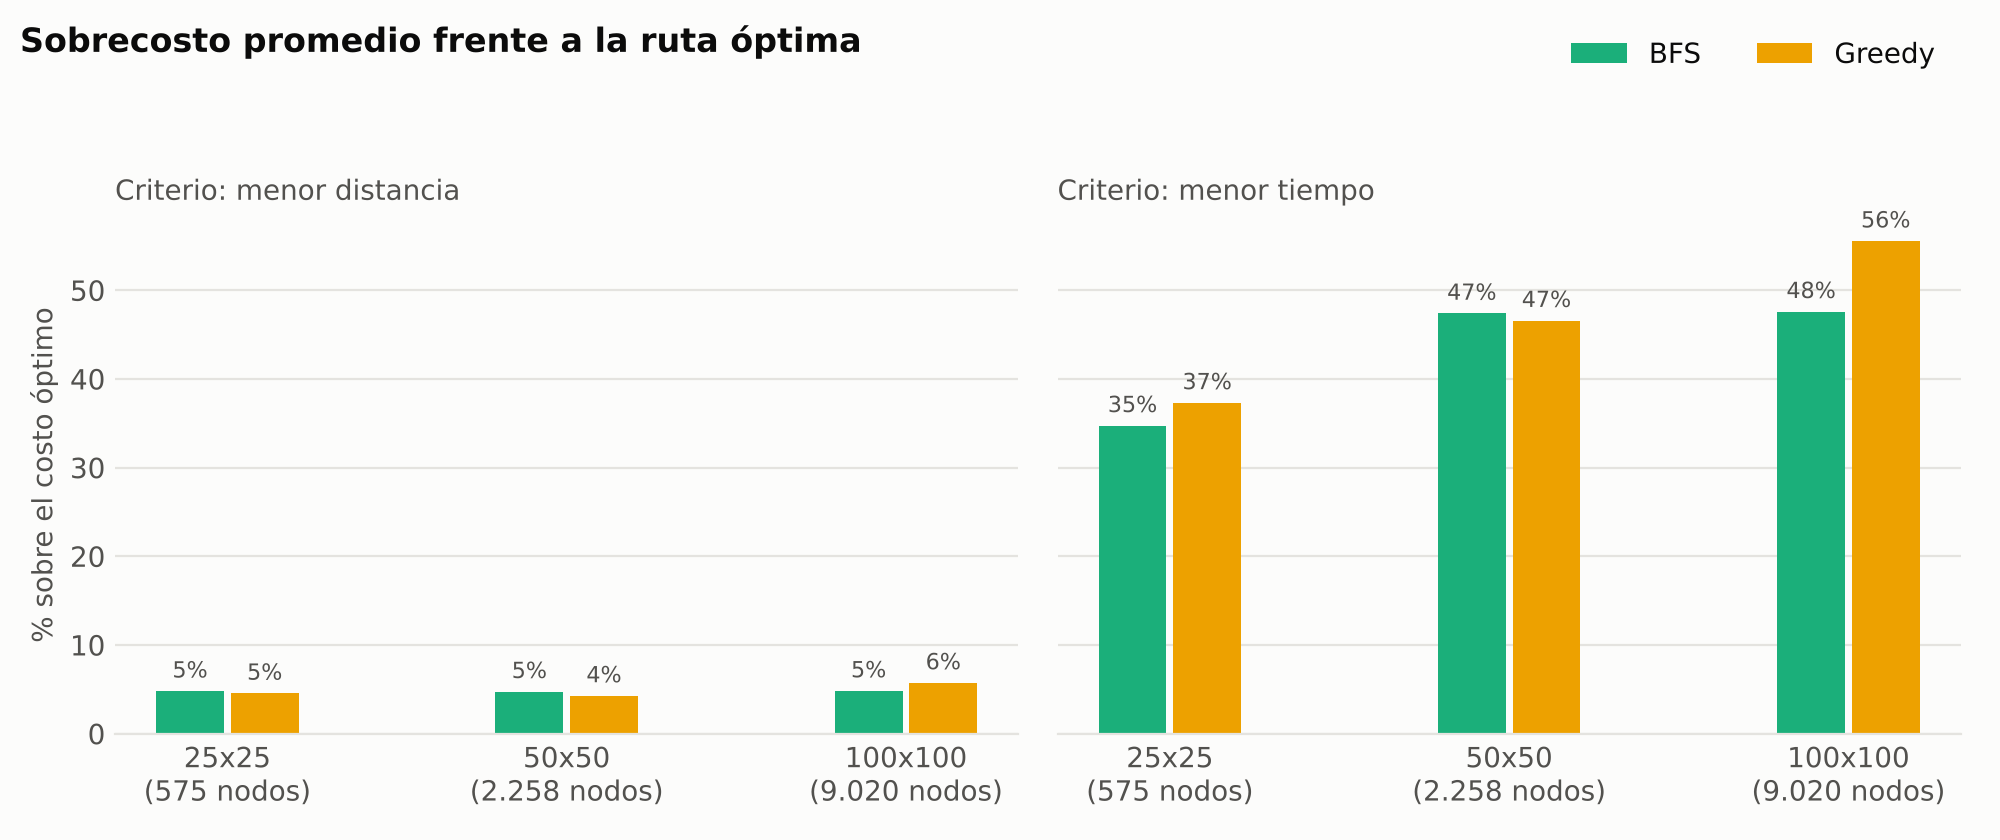 Sobrecosto promedio frente a la ruta óptima
BFS
Greedy
Criterio: menor distancia
% sobre el costo óptimo
50
40
30
20
10
0
5%
5%
5%
4%
5%
6%
25x25
(575 nodos)
50x50
(2.258 nodos)
100x100
(9.020 nodos)
Criterio: menor tiempo
35%
37%
47%
47%
48%
56%
25x25
(575 nodos)
50x50
(2.258 nodos)
100x100
(9.020 nodos)